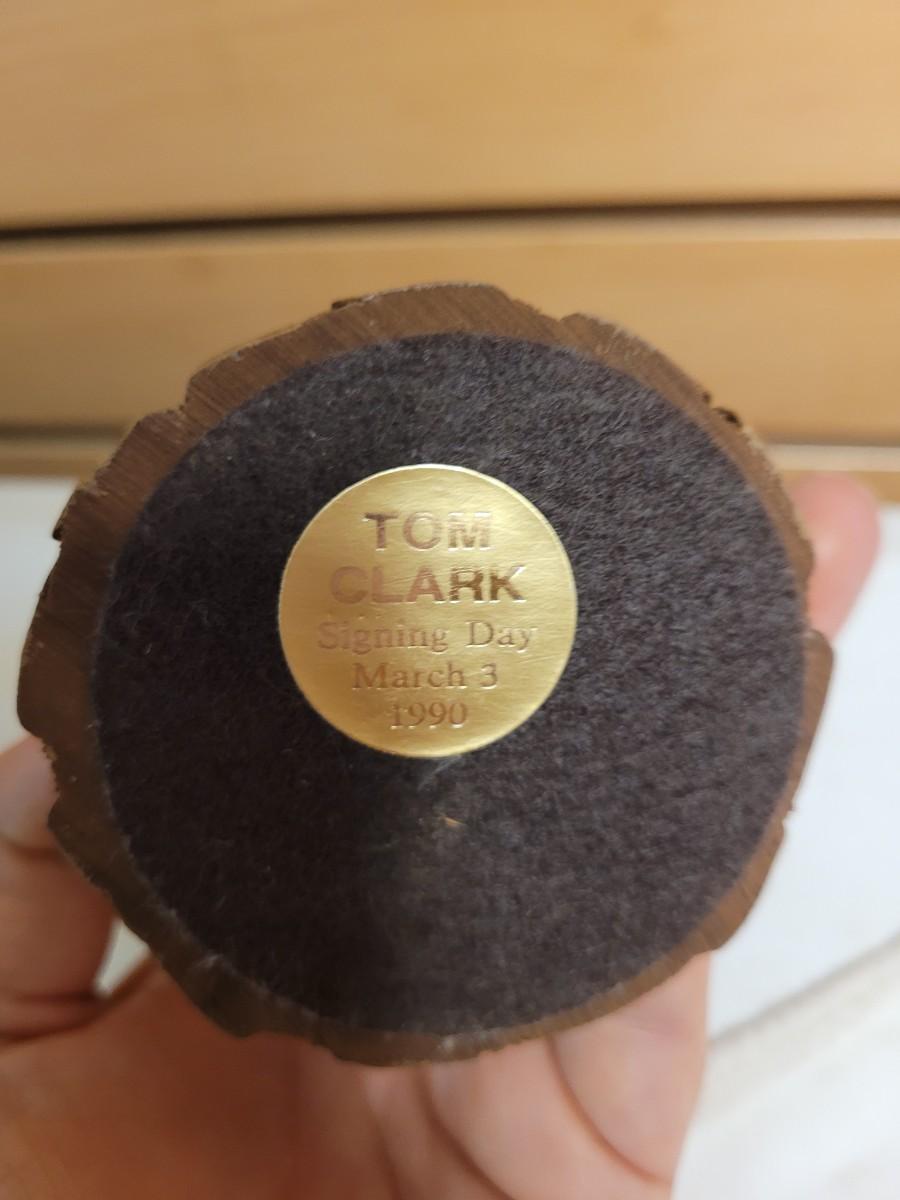 TOM
CLARK
Signing Day
March 3
1990